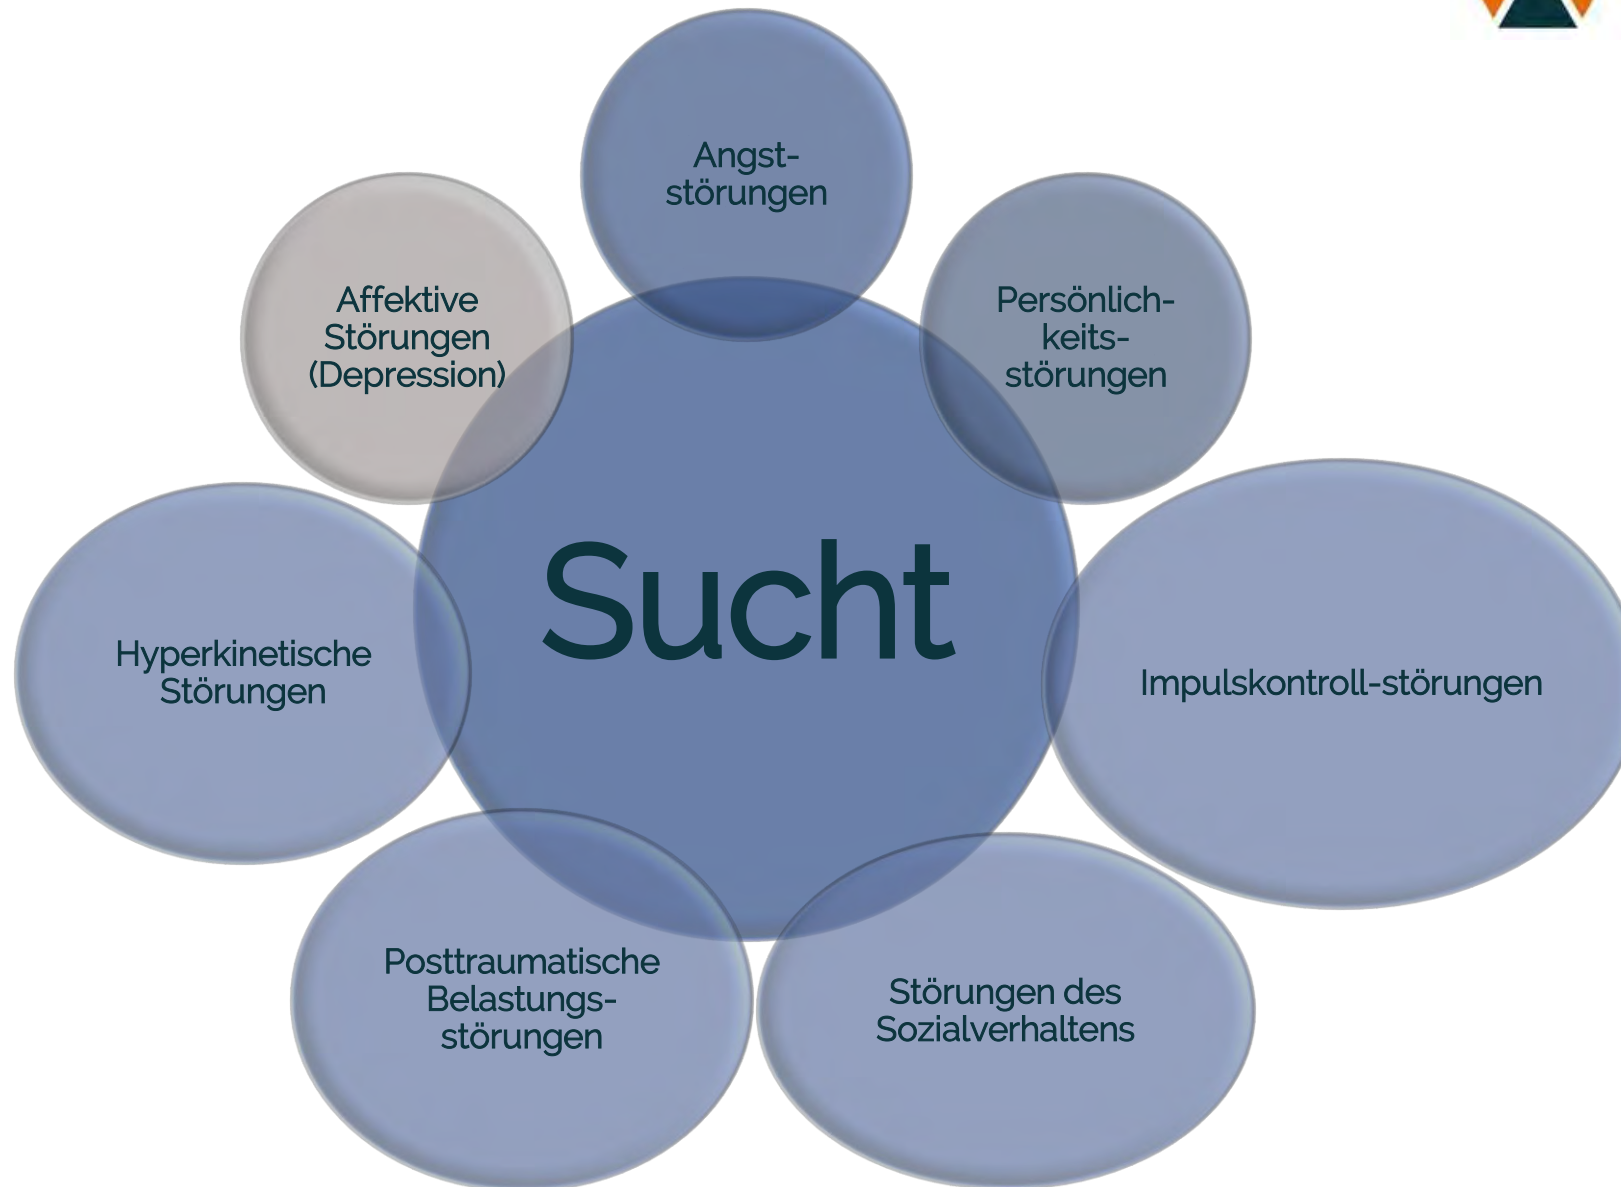 Angst-
störungen
Affektive
Störungen
(Depression)
Persönlich-
keits-
störungen
Sucht
Hyperkinetische
Störungen
Impulskontroll-störungen
Posttraumatische
Belastungs-
störungen
Störungen des
Sozialverhaltens